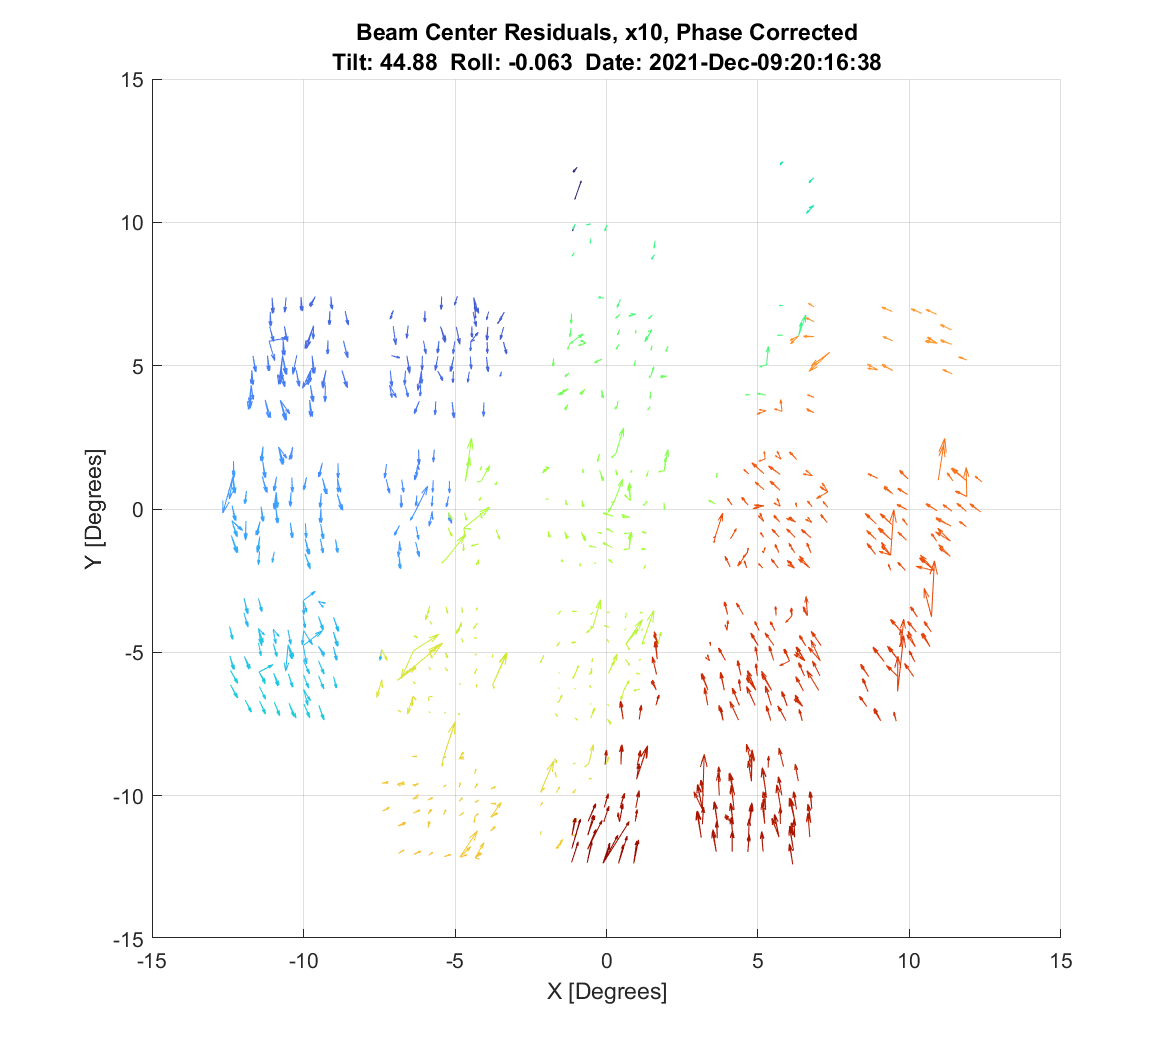 Beam Center Residuals, x10, Phase Corrected
Tilt: 44.88 Roll: -0.063 Date: 2021-Dec-09:20:16:38
15
10
5
0
-5
-10
-15
Y [Degrees]
-15 -10 -5 0 5 10 15
X [Degrees]